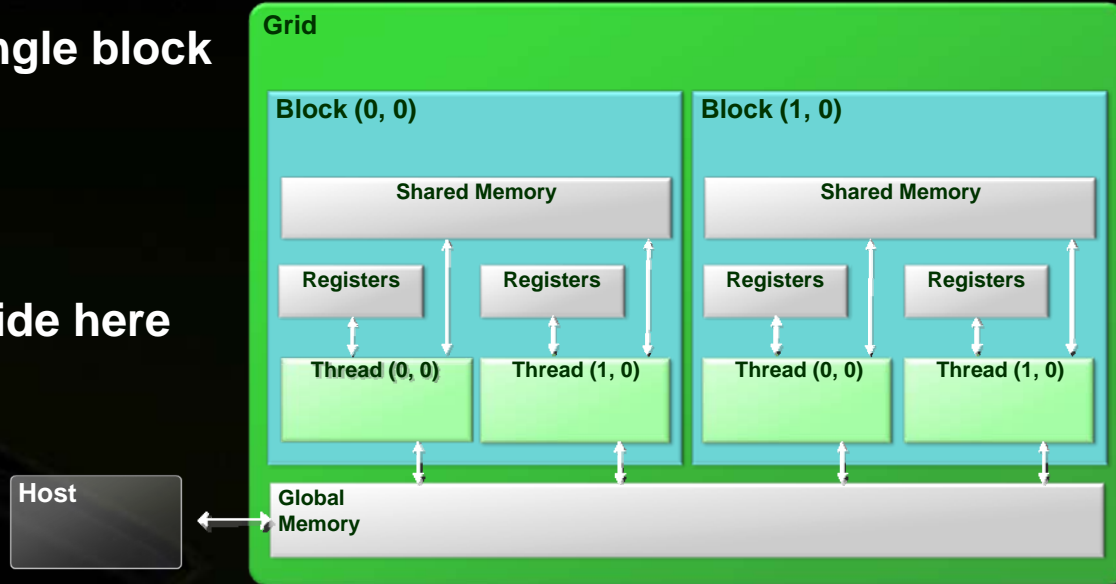 ngle block
ide here
Host
Grid
Block (0, 0)
Shared Memory
Registers
Registers
Thread (0, 0)
Thread (1, 0)
Block (1, 0)
Shared Memory
Registers
Registers
Thread (0, 0)
Thread (1, 0)
Global
Memory